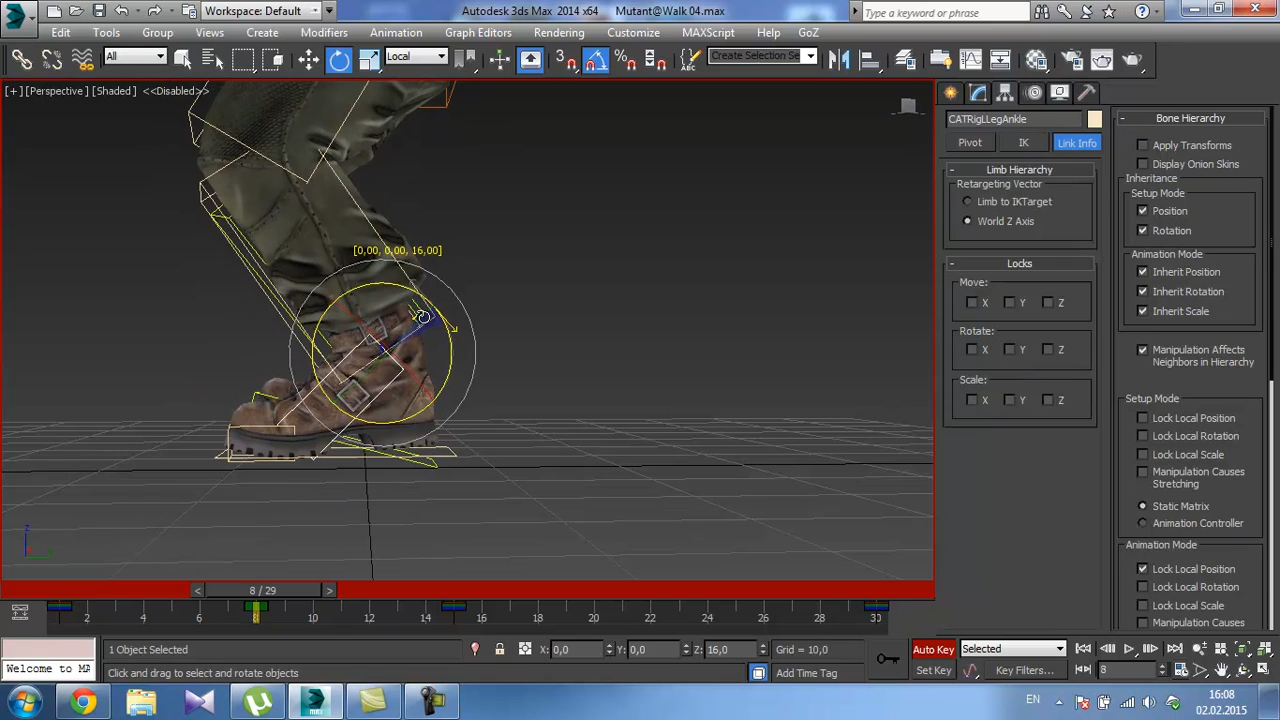 Workspace: Default
Autodesk 3ds Max 2014 x64
Mutant@Walk 04.max
Type a keyword or phrase
Edit Tools Group Views Create Modifiers Animation Graph Editors Rendering Customize MAXScript Help GoZ
All
Local
3
Create Selection Se
[+] [Perspective] [Shaded] <<Disabled>>
CATRigLLegAnkle
Pivot IK Link Info
- Limb Hierarchy
Retargeting Vector
Limb to IKTarget
World Z Axis
- Locks
Move: X Y Z
Rotate: X Y Z
Scale: X Y Z
- Bone Hierarchy
Apply Transforms
Display Onion Skins
Inheritance
Setup Mode
Position
Rotation
Animation Mode
Inherit Position
Inherit Rotation
Inherit Scale
Manipulation Affects
Neighbors in Hierarchy
Setup Mode
Lock Local Position
Lock Local Rotation
Lock Local Scale
Manipulation Causes
Stretching
Static Matrix
Animation Controller
Animation Mode
Lock Local Position
Lock Local Rotation
Lock Local Scale
Manipulation Causes
[0,00, 0,00, 16,00]
z
< 8 / 29 >
2 4 6 8 10 12 14 16 18 20 22 24 26 28 30
1 Object Selected
X: 0,0 Y: 0,0 Z: 16,0
Grid = 10,0
Auto Key
Selected
Welcome to MA
Click and drag to select and rotate objects
Add Time Tag
Set Key
Key Filters...
8
EN
16:08
02.02.2015